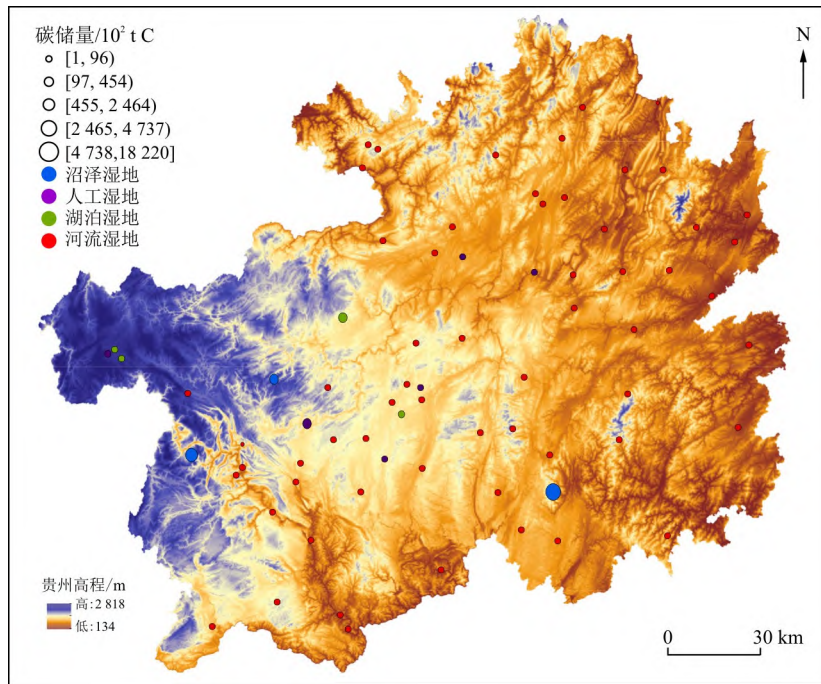 碳储量/10² t C
[1, 96)
[97, 454)
[455, 2 464)
[2 465, 4 737)
[4 738,18 220]
沼泽湿地
人工湿地
湖泊湿地
河流湿地
N
贵州高程/m
高:2 818
低:134
0 30 km